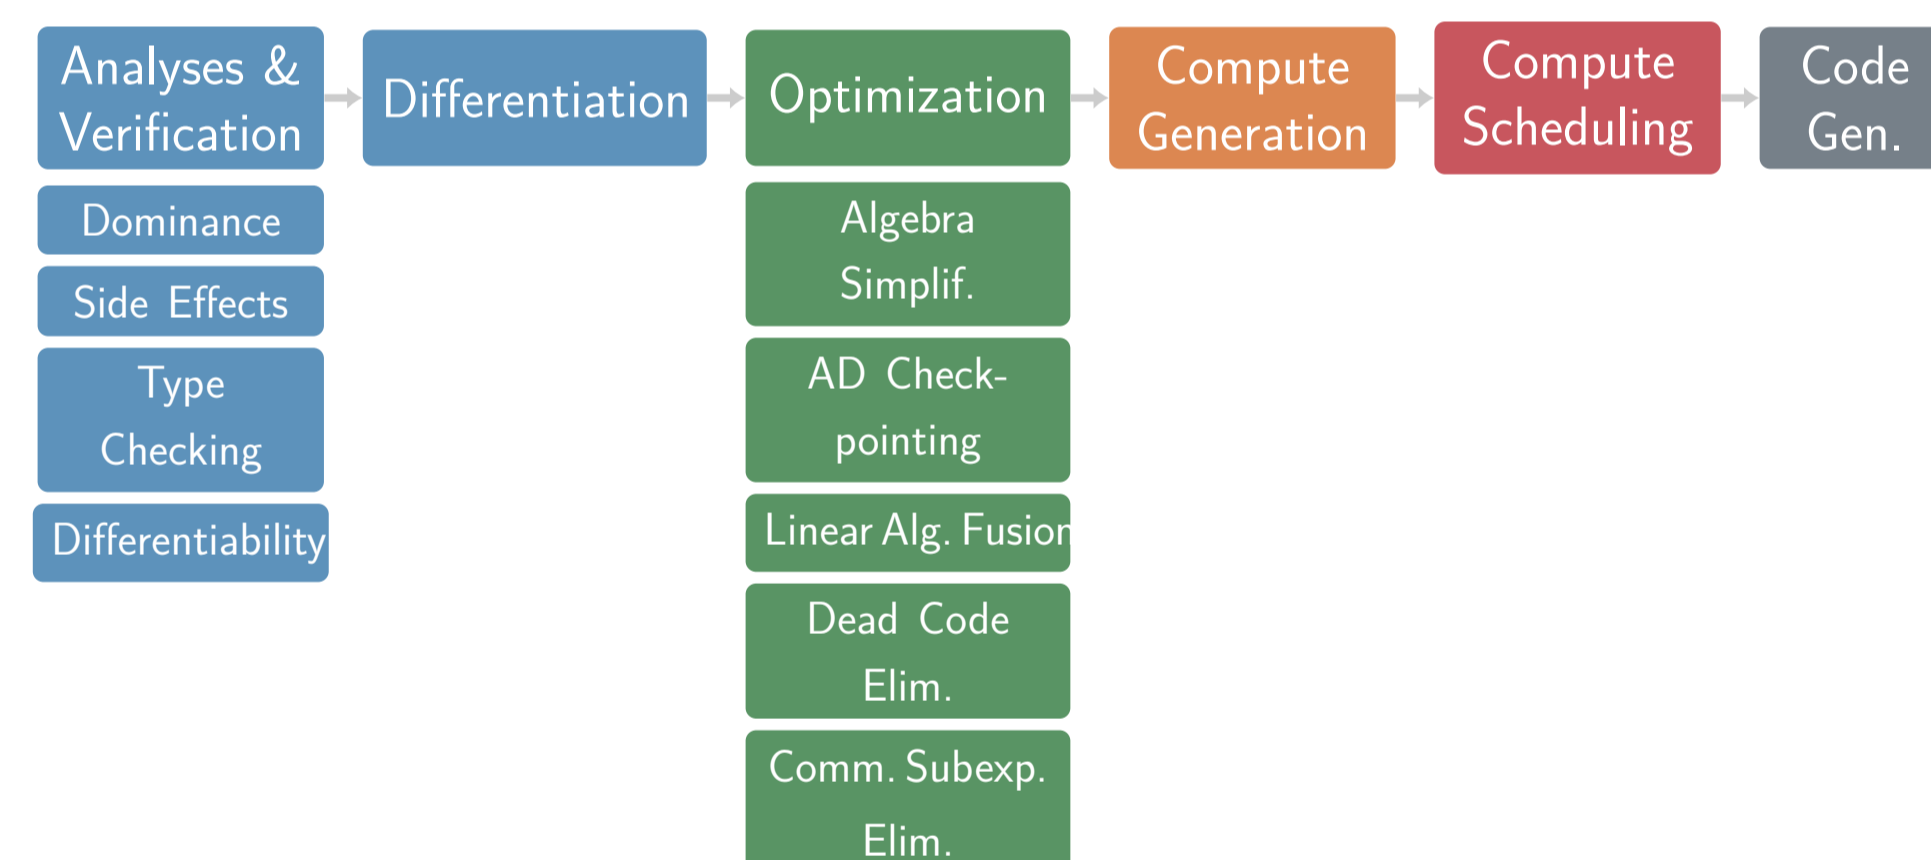 Analyses &
Verification
Differentiation
Optimization
Compute
Generation
Compute
Scheduling
Code
Gen.
Dominance
Side Effects
Type
Checking
Differentiability
Algebra
Simplif.
AD Check-
pointing
Linear Alg. Fusion
Dead Code
Elim.
Comm. Subexp.
Elim.